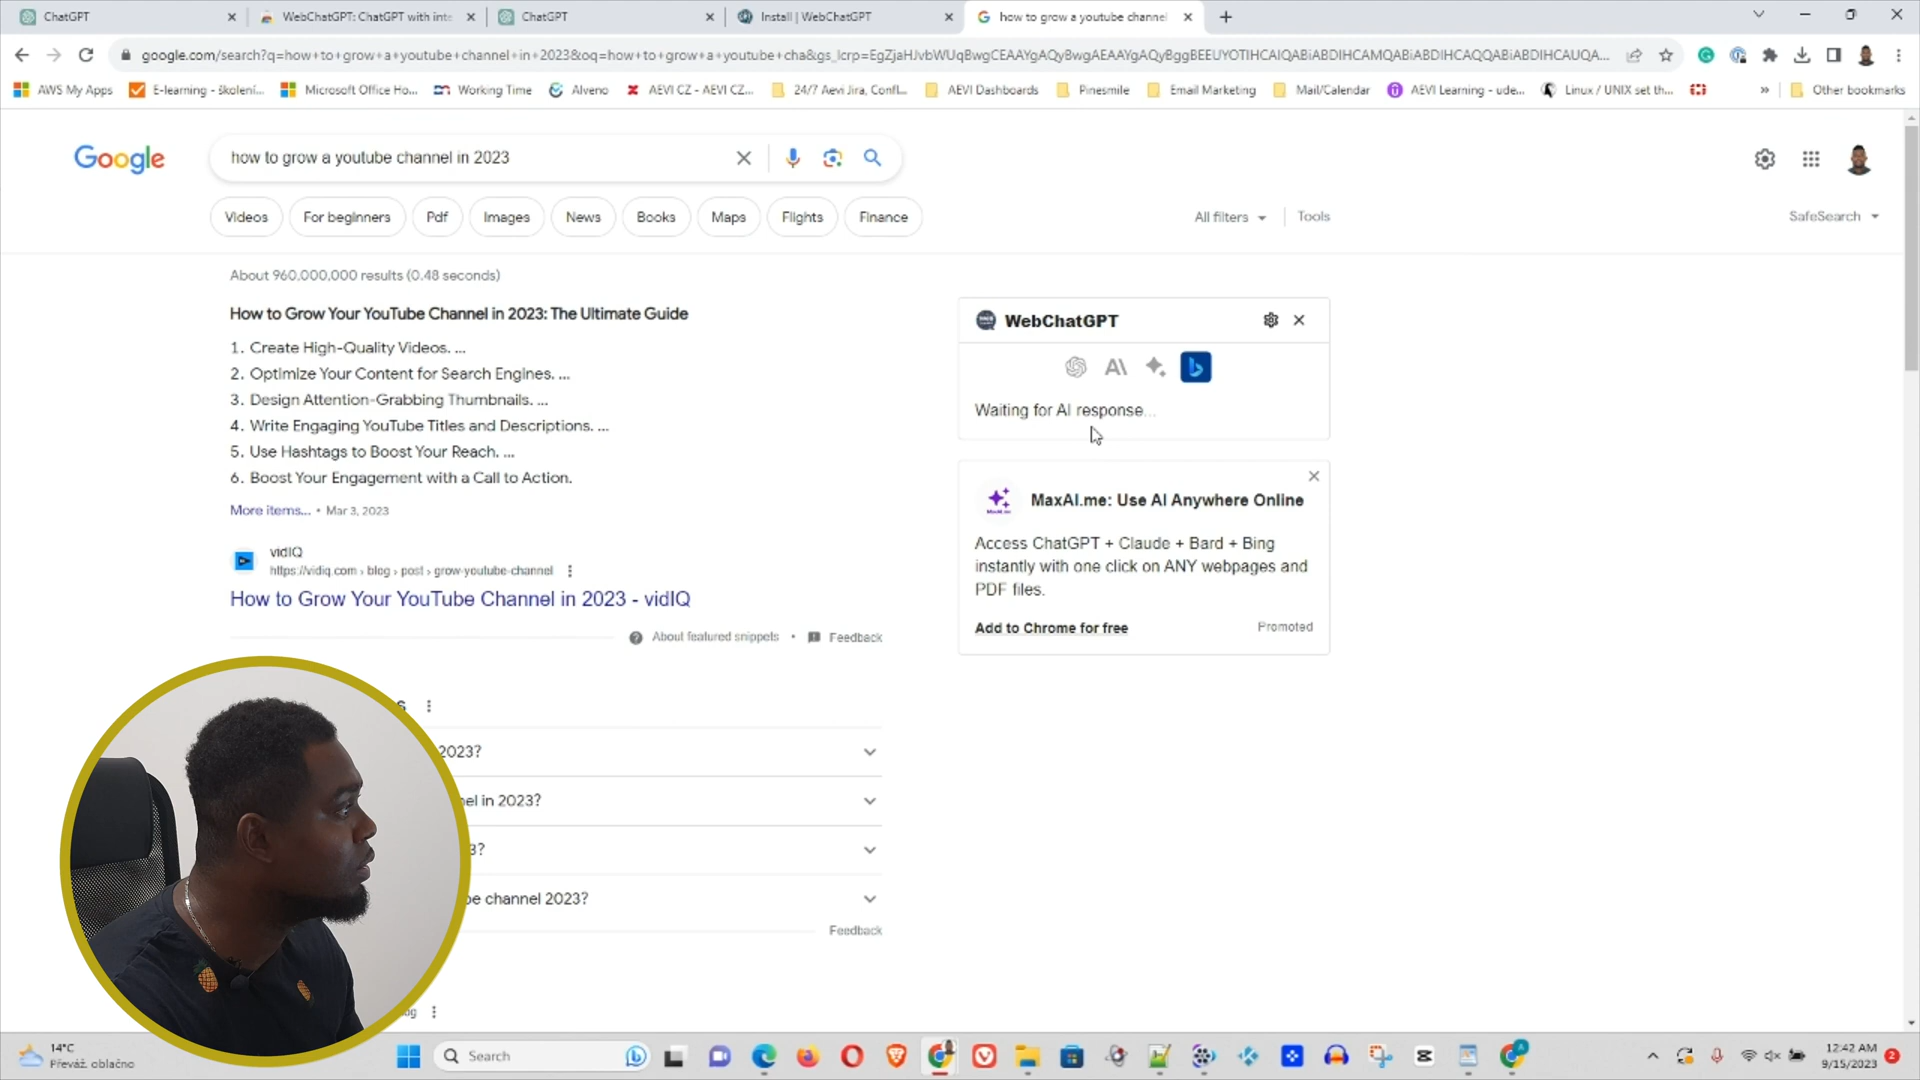 ChatGPT
WebChatGPT: ChatGPT with inte
ChatGPT
Install | WebChatGPT
how to grow a youtube channel
google.com/search?q=how+to+grow+a+youtube+channel+in+2023&oq=how+to+grow+a+youtube+cha&gs_lcrp=
AWS My Apps
E-learning - školení...
Microsoft Office Ho...
Working Time
Alveno
AEVI CZ - AEVI CZ...
24/7 Aevi Jira, Confl...
AEVI Dashboards
Pinesmile
Email Marketing
Mail/Calendar
AEVI Learning - ude...
Linux / UNIX set th...
»
Other bookmarks
Google
how to grow a youtube channel in 2023
Videos
For beginners
Pdf
Images
News
Books
Maps
Flights
Finance
All filters
Tools
SafeSearch
About 960,000,000 results (0.48 seconds)
How to Grow Your YouTube Channel in 2023: The Ultimate Guide
1. Create High-Quality Videos. ...
2. Optimize Your Content for Search Engines. ...
3. Design Attention-Grabbing Thumbnails. ...
4. Write Engaging YouTube Titles and Descriptions. ...
5. Use Hashtags to Boost Your Reach. ...
6. Boost Your Engagement with a Call to Action.
More items... • Mar 3, 2023
vidIQ
https://vidiq.com › blog › post › grow-youtube-channel
How to Grow Your YouTube Channel in 2023 - vidIQ
About featured snippets • Feedback
2023?
in 2023?
channel 2023?
Feedback
WebChatGPT
Waiting for AI response...
MaxAI.me: Use AI Anywhere Online
Access ChatGPT + Claude + Bard + Bing
instantly with one click on ANY webpages and
PDF files.
Add to Chrome for free
Promoted
14°C
Převáž. oblačno
Search
12:42 AM
9/15/2023
2